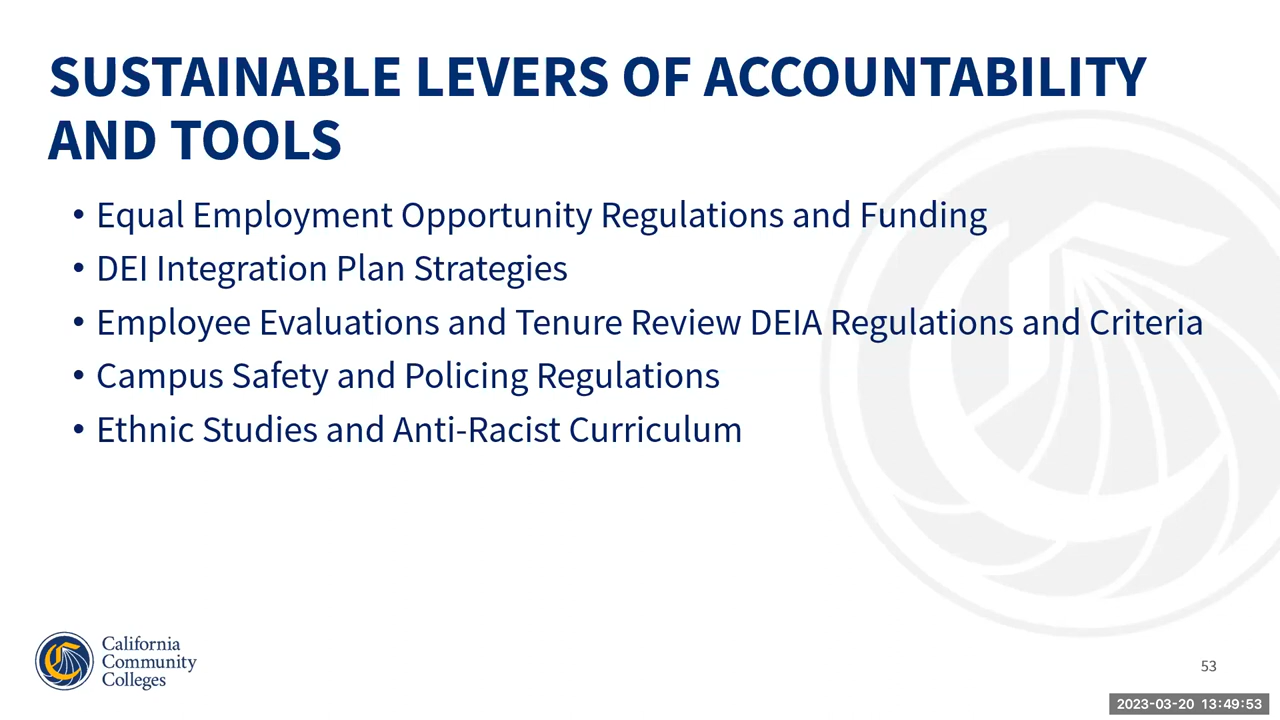 SUSTAINABLE LEVERS OF ACCOUNTABILITY
AND TOOLS
• Equal Employment Opportunity Regulations and Funding
• DEI Integration Plan Strategies
• Employee Evaluations and Tenure Review DEIA Regulations and Criteria
• Campus Safety and Policing Regulations
• Ethnic Studies and Anti-Racist Curriculum
California
Community
Colleges
53
2023-03-20 13:49:53